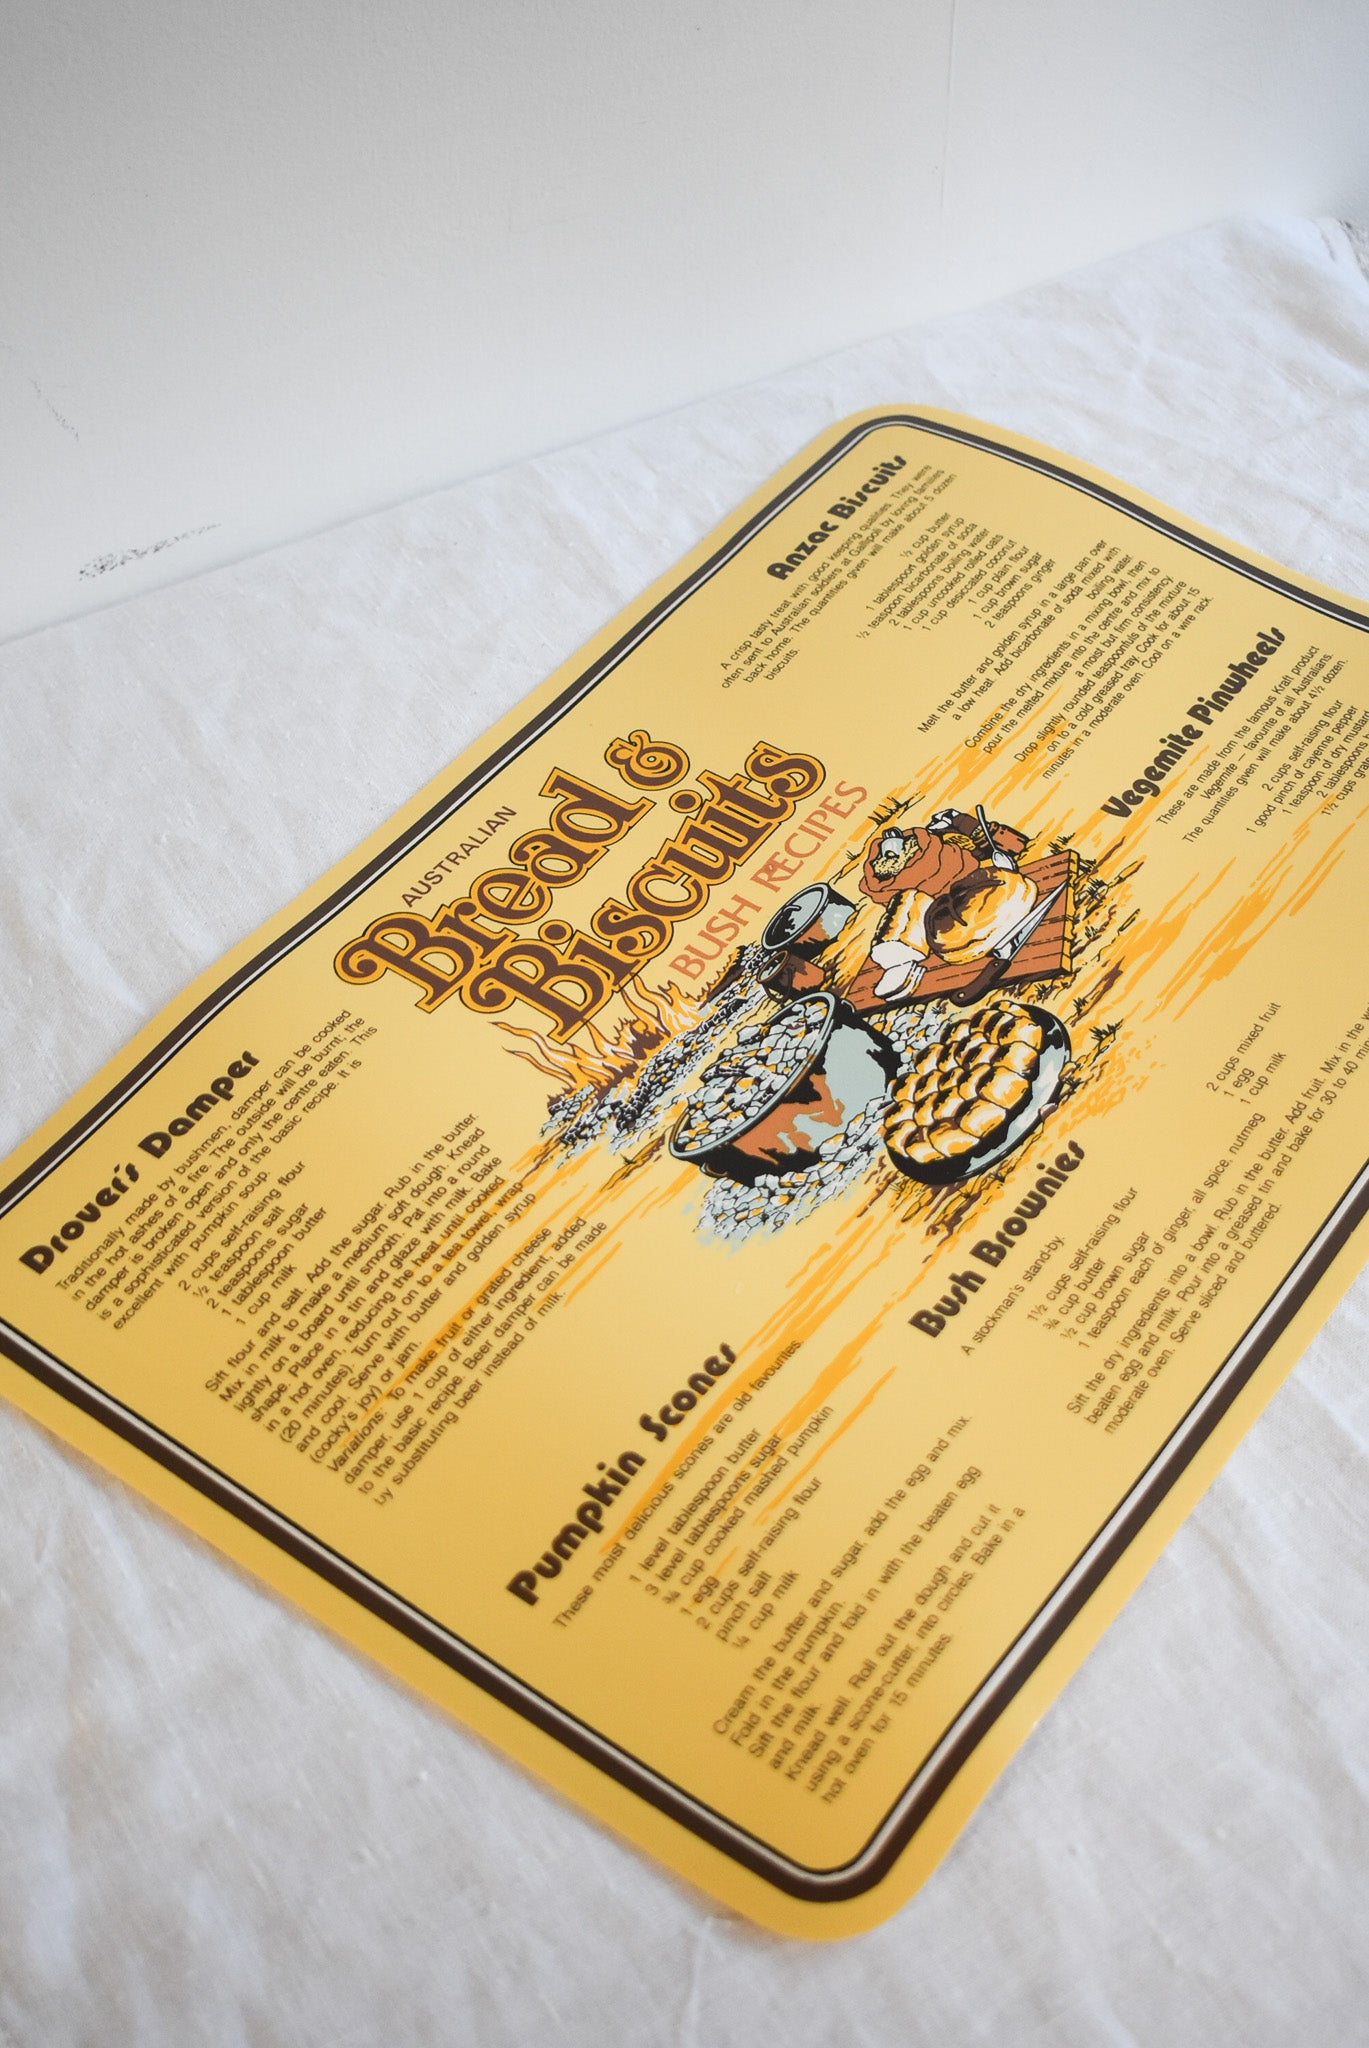 AUSTRALIAN
Bread &
Biscuits
BUSH RECIPES
Drover's Damper
Traditionally made by bushmen, damper can be cooked
in the hot ashes of a fire. The outside will be burnt; the
damper is broken open and only the centre eaten. This
is a sophisticated version of the basic recipe. It is
excellent with pumpkin soup.
2 cups self-raising flour
½ teaspoon salt
2 teaspoons sugar
1 tablespoon butter
1 cup milk
Sift flour and salt. Add the sugar. Rub in the butter.
Mix in milk to make a medium soft dough. Knead
lightly on a board until smooth. Pat into a round
shape. Place in a tin and glaze with milk. Bake
in a hot oven, reducing the heat until cooked
(20 minutes). Turn out on to a tea towel, wrap
and cool. Serve with butter and golden syrup
(cocky's joy) or jam.
Variations: To make fruit or grated cheese
damper, use 1 cup of either ingredient, added
to the basic recipe. Beer damper can be made
by substituting beer instead of milk.
Pumpkin Scones
These moist delicious scones are old favourites.
1 level tablespoon butter
3 level tablespoons sugar
¾ cup cooked mashed pumpkin
1 egg
2 cups self-raising flour
pinch salt
¼ cup milk
Cream the butter and sugar, add the egg and mix.
Fold in the pumpkin.
Sift the flour and fold in with the beaten egg
and milk.
Knead well. Roll out the dough and cut it
using a scone-cutter, into circles. Bake in a
hot oven for 15 minutes.
Anzac Biscuits
A crisp tasty treat with good keeping qualities. They were
often sent to Australian soldiers at Gallipoli by loving families
back home. The quantities given will make about 5 dozen
biscuits.
½ cup butter
1 tablespoon golden syrup
½ teaspoon bicarbonate of soda
2 tablespoons boiling water
1 cup uncooked rolled oats
1 cup desiccated coconut
1 cup plain flour
1 cup brown sugar
2 teaspoons ginger
Melt the butter and golden syrup in a large pan over
a low heat. Add bicarbonate of soda mixed with
boiling water.
Combine the dry ingredients in a mixing bowl, then
pour the melted mixture into the centre and mix to
a moist but firm consistency
Drop slightly rounded teaspoonfuls of the mixture
on to a cold greased tray. Cook for about 15
minutes in a moderate oven. Cool on a wire rack.
Vegemite Pinwheels
These are made from the famous Kraft product
Vegemite — favourite of all Australians.
The quantities given will make about 4½ dozen.
2 cups self-raising flour
1 good pinch of cayenne pepper
1 teaspoon of dry mustard
2 tablespoons
1½ cups
Bush Brownies
A stockman's stand-by.
1½ cups self-raising flour
¾ cup butter
½ cup brown sugar
1 teaspoon each of ginger, all spice, nutmeg
2 cups mixed fruit
1 egg
1 cup milk
Sift the dry ingredients into a bowl. Rub in the butter. Add fruit. Mix in the
beaten egg and milk. Pour into a greased tin and bake for 30 to 40
moderate oven. Serve sliced and buttered.